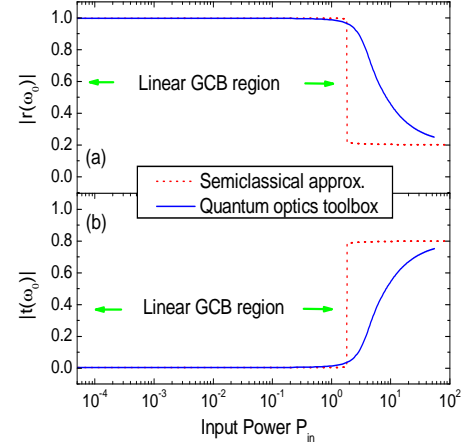 1.0
0.8
0.6
0.4
0.2
0.0
|r(ω₀)|
Linear GCB region
(a)
Semiclassical approx.
Quantum optics toolbox
1.0
0.8
0.6
0.4
0.2
0.0
|t(ω₀)|
(b)
Linear GCB region
10⁻⁴ 10⁻³ 10⁻² 10⁻¹ 10⁰ 10¹ 10²
Input Power Pᵢₙ